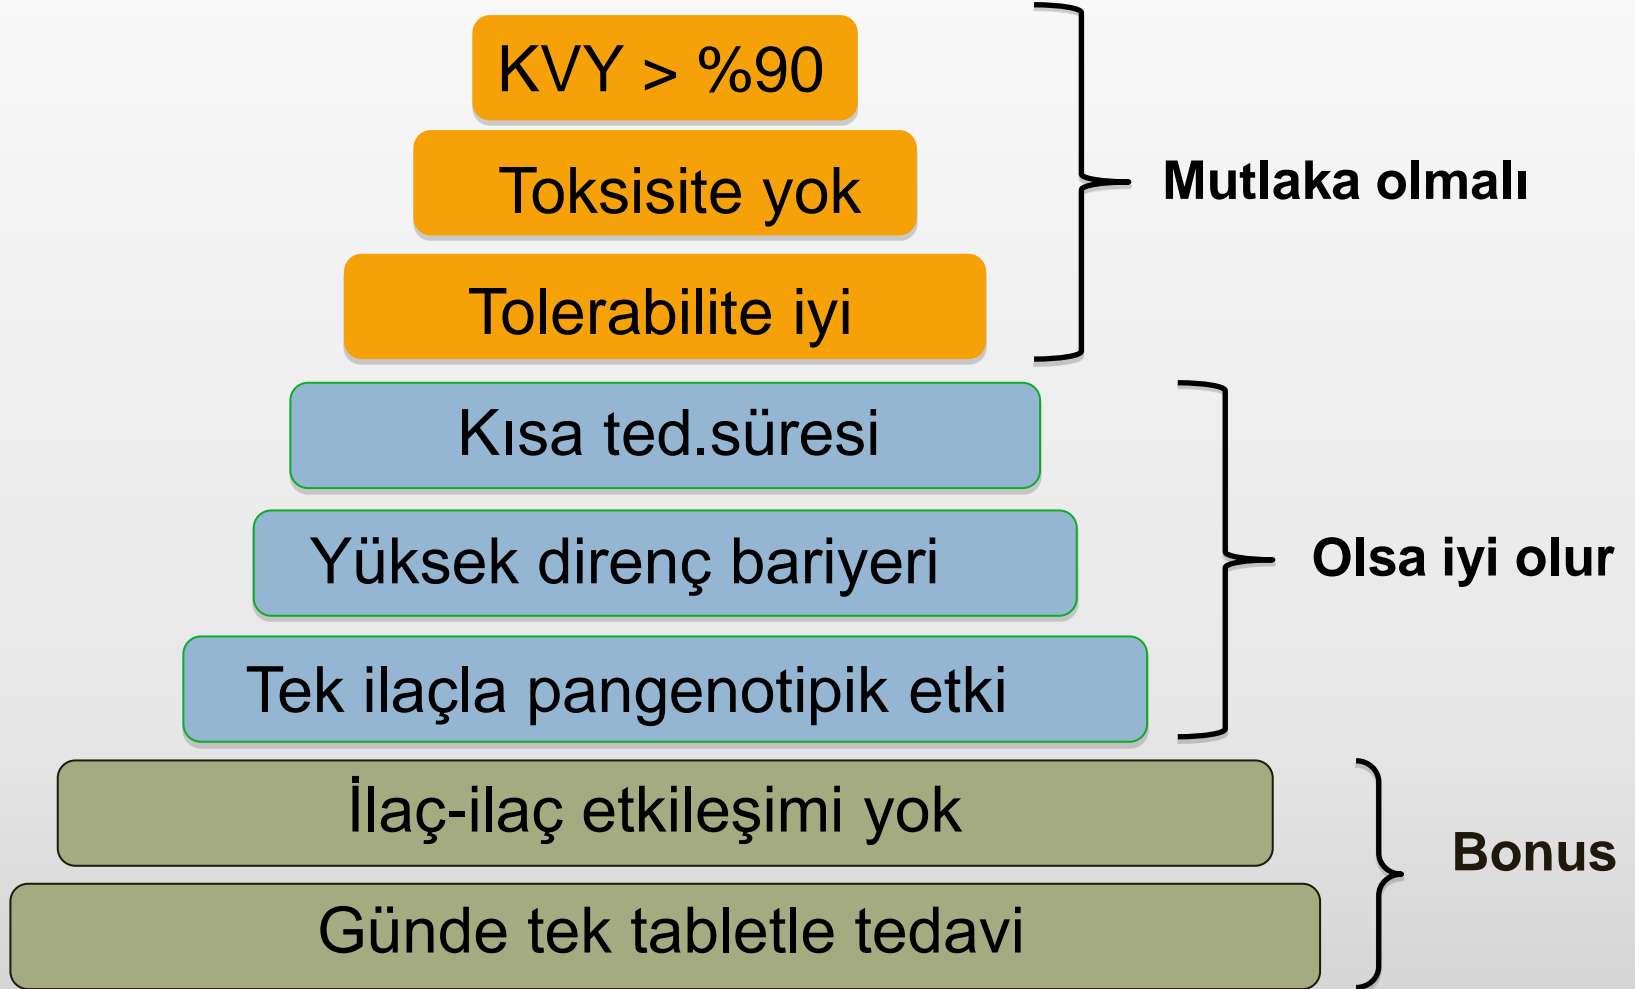 KVY > %90
Toksisite yok
Tolerabilite iyi
Mutlaka olmalı
Kısa ted.süresi
Yüksek direnç bariyeri
Tek ilaçla pangenotipik etki
Olsa iyi olur
İlaç-ilaç etkileşimi yok
Günde tek tabletle tedavi
Bonus